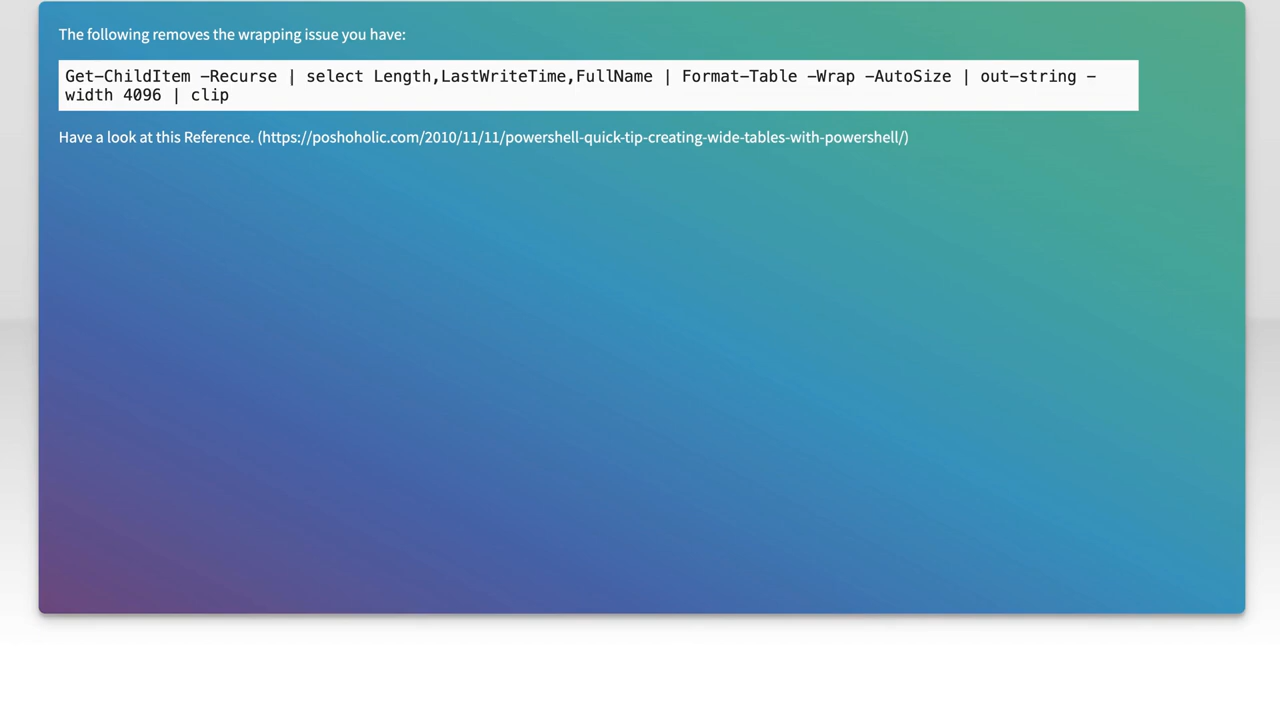 The following removes the wrapping issue you have:
Get-ChildItem -Recurse | select Length,LastWriteTime,FullName | Format-Table -Wrap -AutoSize | out-string -
width 4096 | clip
Have a look at this Reference. (https://poshoholic.com/2010/11/11/powershell-quick-tip-creating-wide-tables-with-powershell/)